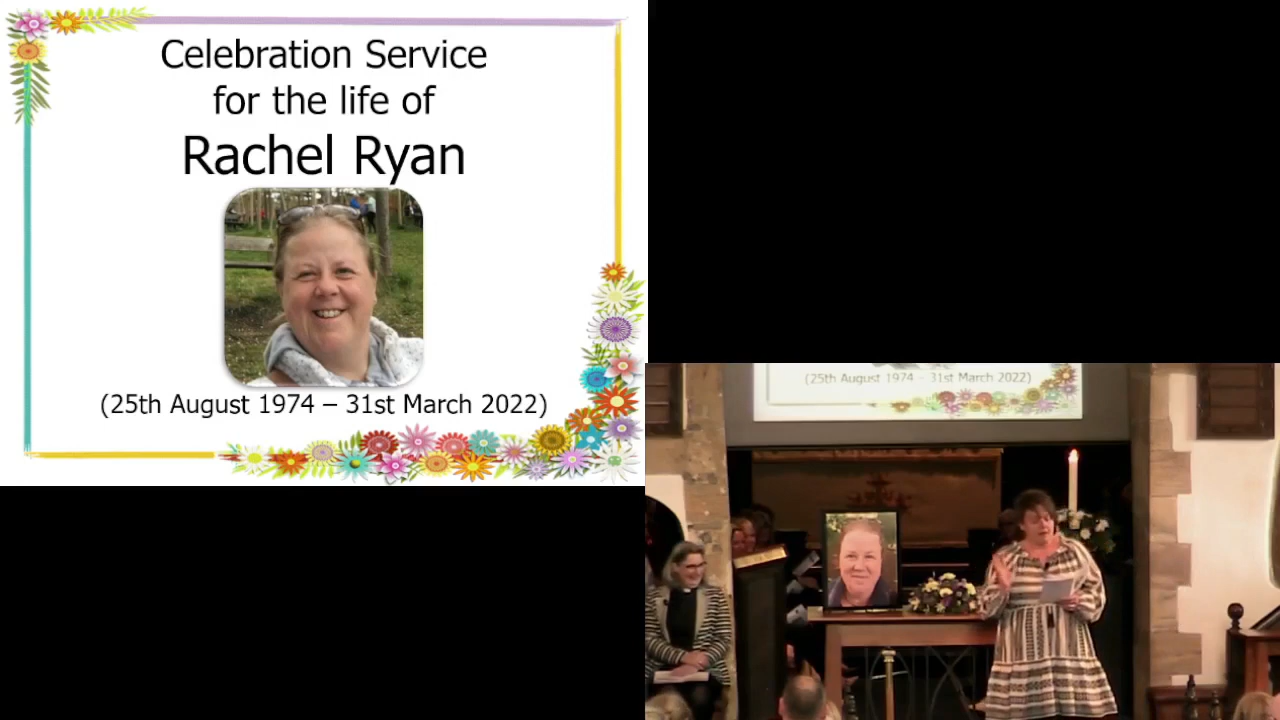 Celebration Service
for the life of
Rachel Ryan
(25th August 1974 – 31st March 2022)
(25th August 1974 – 31st March 2022)